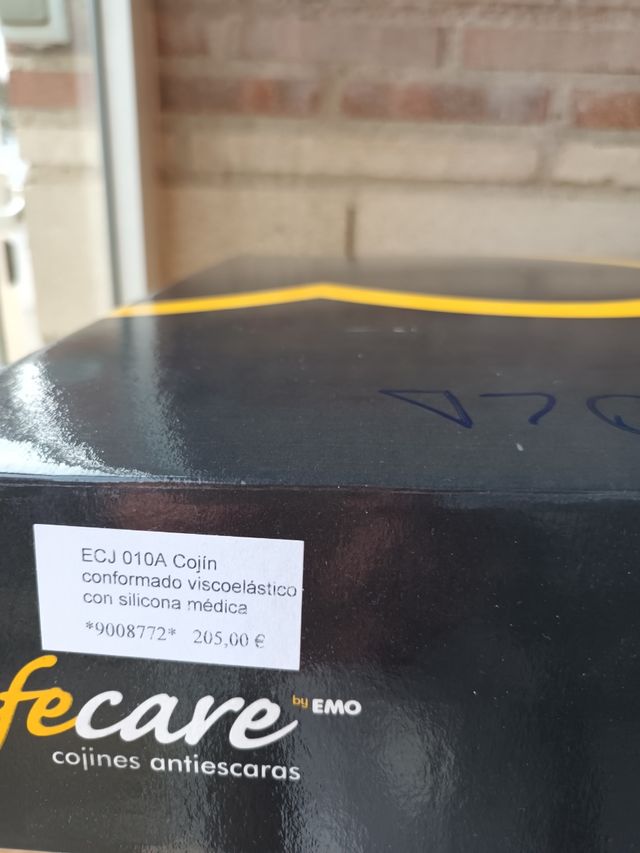 ECJ 010A Cojín
conformado viscoelástico
con silicona médica
*9008772* 205,00 €
fecare by EMO
cojines antiescaras